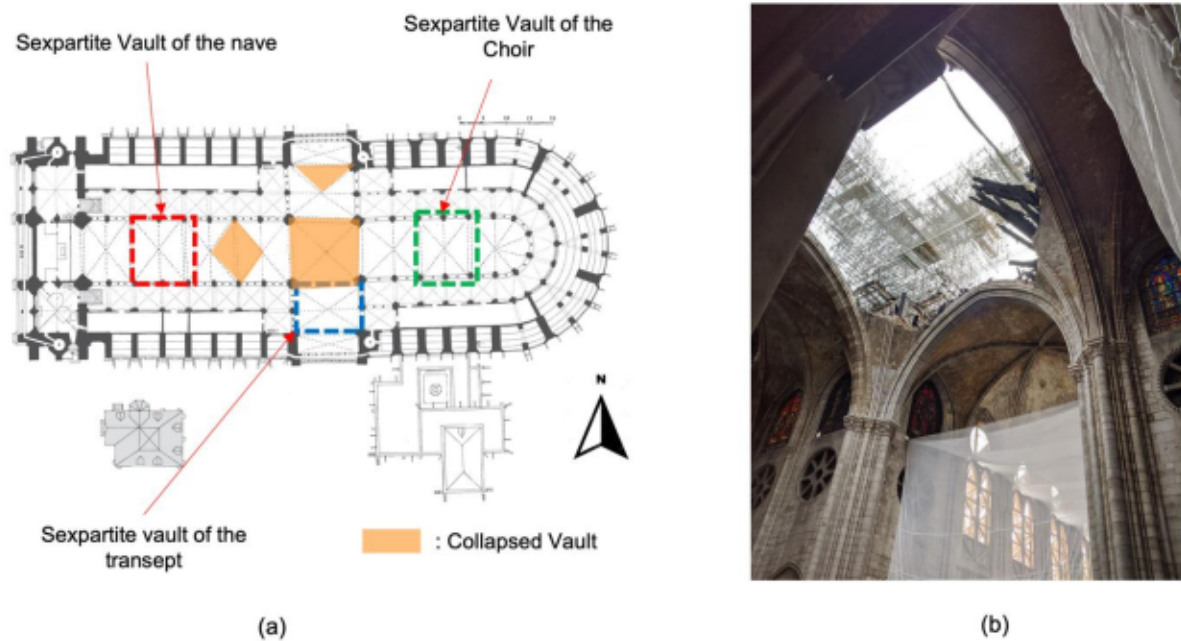 Sexpartite Vault of the nave
Sexpartite Vault of the
Choir
N
Sexpartite vault of the
transept
: Collapsed Vault
(a)
(b)